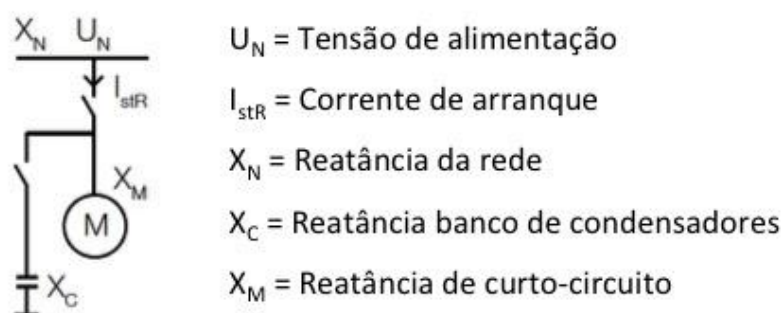 X_N U_N
I_stR
X_M
M
X_C
U_N = Tensão de alimentação
I_stR = Corrente de arranque
X_N = Reatância da rede
X_C = Reatância banco de condensadores
X_M = Reatância de curto-circuito